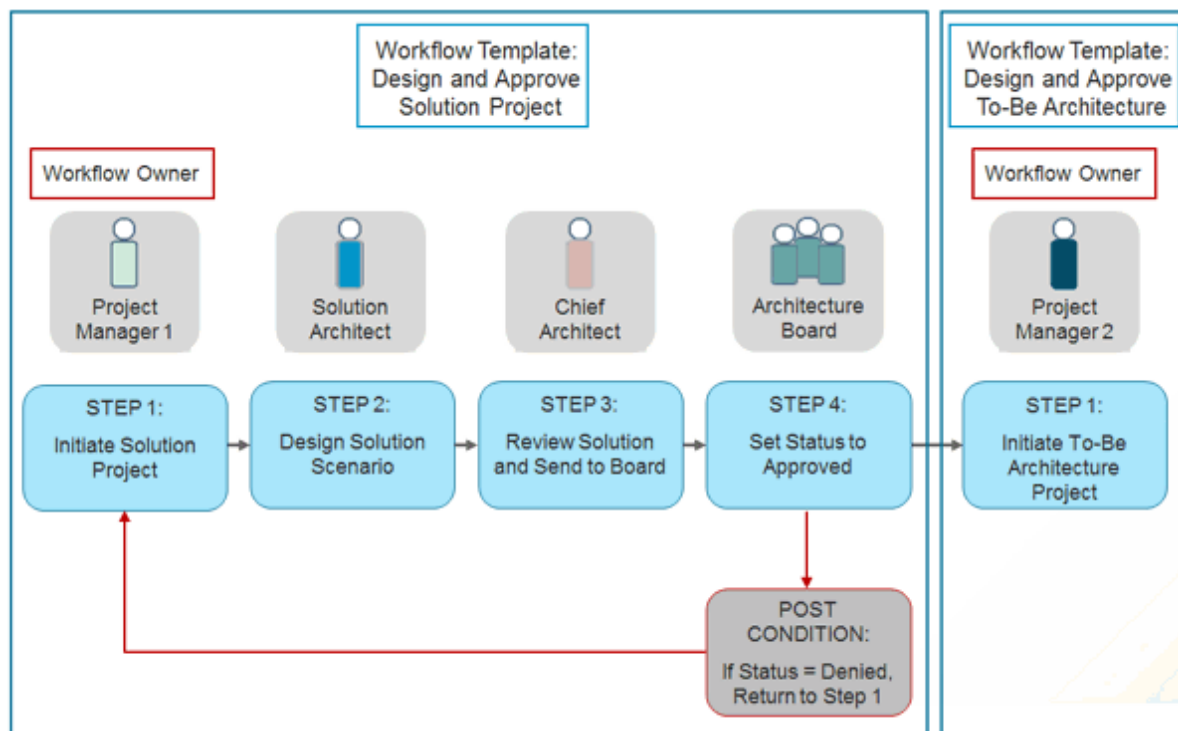 Workflow Template:
Design and Approve
Solution Project
Workflow Owner
Project
Manager 1
Solution
Architect
Chief
Architect
Architecture
Board
STEP 1:
Initiate Solution
Project
STEP 2:
Design Solution
Scenario
STEP 3:
Review Solution
and Send to Board
STEP 4:
Set Status to
Approved
POST
CONDITION:
If Status = Denied,
Return to Step 1
Workflow Template:
Design and Approve
To-Be Architecture
Workflow Owner
Project
Manager 2
STEP 1:
Initiate To-Be
Architecture
Project